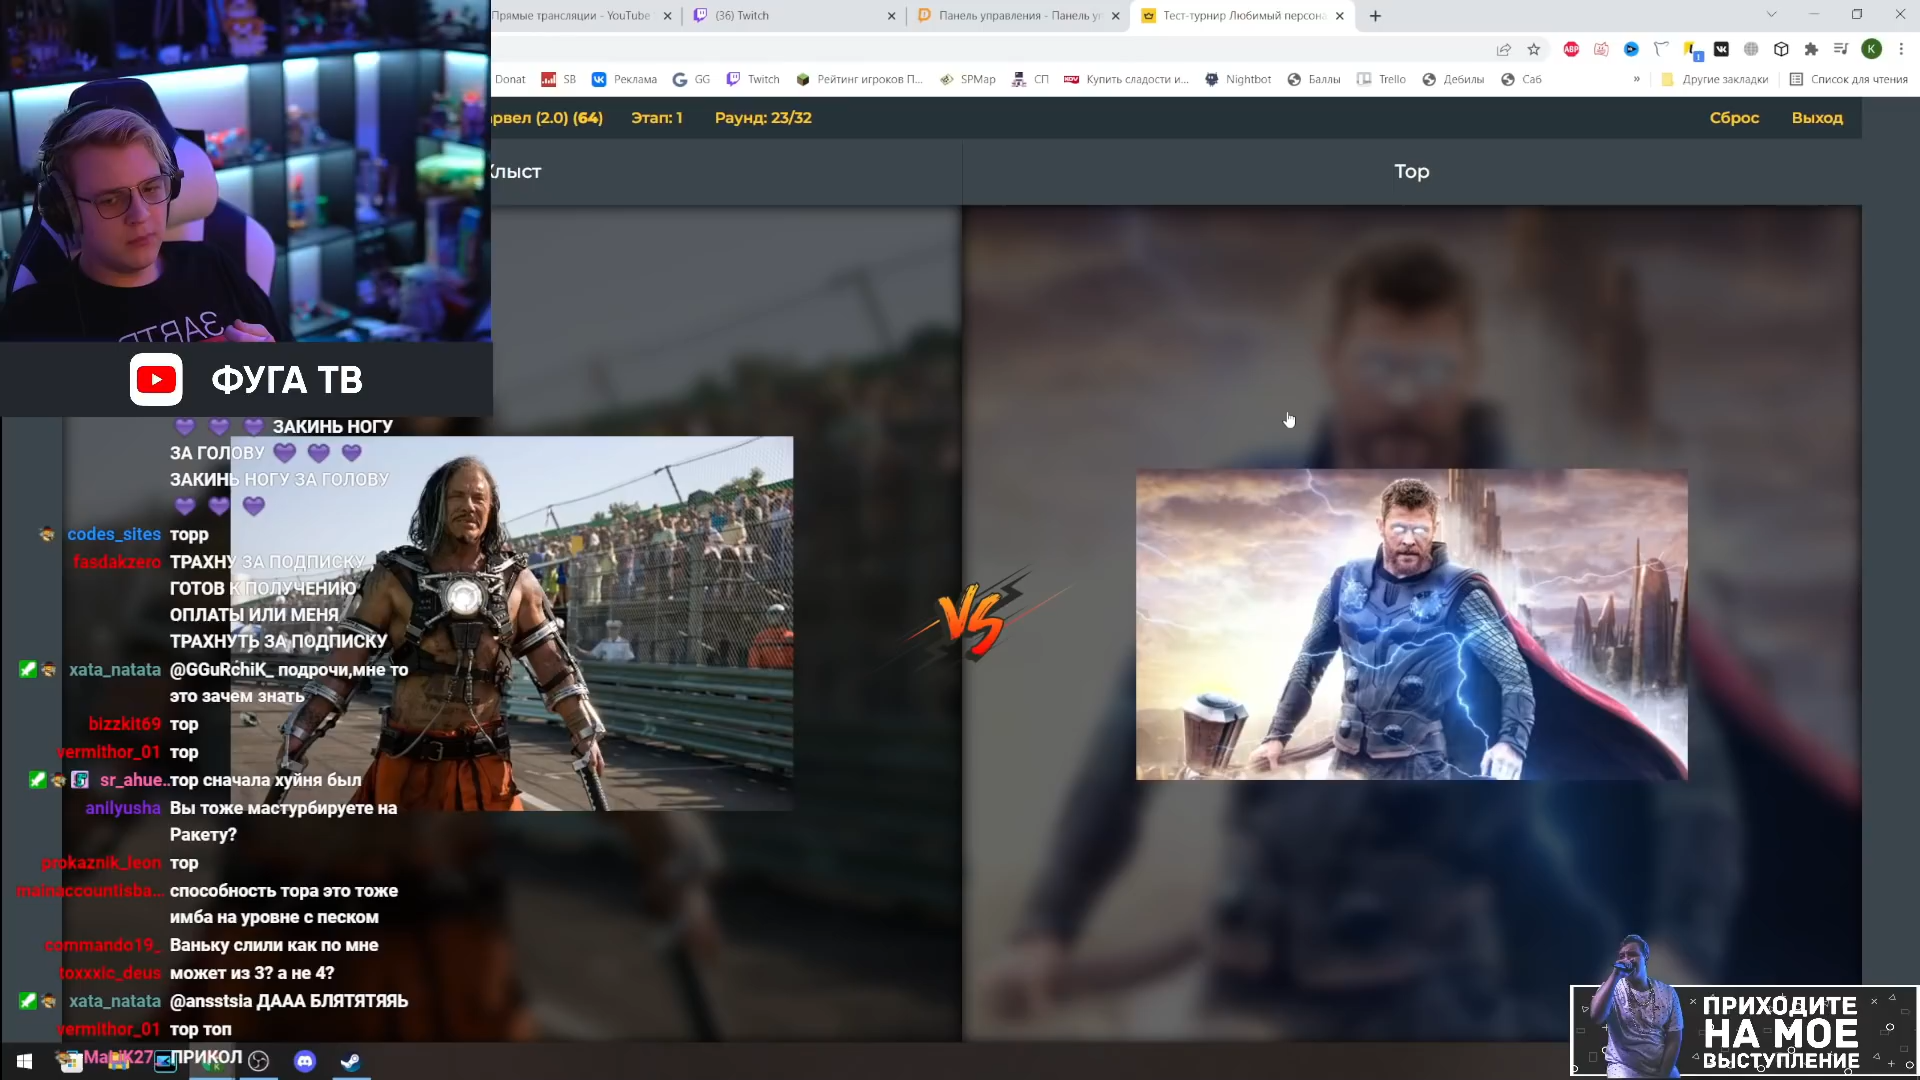 Прямые трансляции - YouTube
(36) Twitch
Панель управления - Панель уп
Тест-турнир Любимый персона
ABP
K
Donat
SB
Реклама
GG
Twitch
Рейтинг игроков П...
SPMap
СП
Купить сладости и...
Nightbot
Баллы
Trello
Дебилы
Саб
»
Другие закладки
Список для чтения
рвел (2.0) (64)
Этап: 1
Раунд: 23/32
Сброс
Выход
Хлыст
Тор
VS
ЗАВТР
ФУГА ТВ
ЗАКИНЬ НОГУ
ЗА ГОЛОВУ
ЗАКИНЬ НОГУ ЗА ГОЛОВУ
codes_sites торр
fasdakzero ТРАХНУ ЗА ПОДПИСКУ ,
ГОТОВ К ПОЛУЧЕНИЮ
ОПЛАТЫ ИЛИ МЕНЯ
ТРАХНУТЬ ЗА ПОДПИСКУ
xata_natata @GGuRchiK_ подрочи,мне то
это зачем знать
bizzkit69 тор
vermithor_01 тор
sr_ahue... тор сначала хуйня был
anilyusha Вы тоже мастурбируете на
Ракету?
prokaznik_leon тор
mainaccountisba... способность тора это тоже
имба на уровне с песком
commando19_ Ваньку слили как по мне
toxxxic_deus может из 3? а не 4?
xata_natata @ansstsia ДААА БЛЯТЯТЯЯЬ
vermithor_01 тор топ
ПРИКОЛ
ПРИХОДИТЕ
НА МОЕ
ВЫСТУПЛЕНИЕ